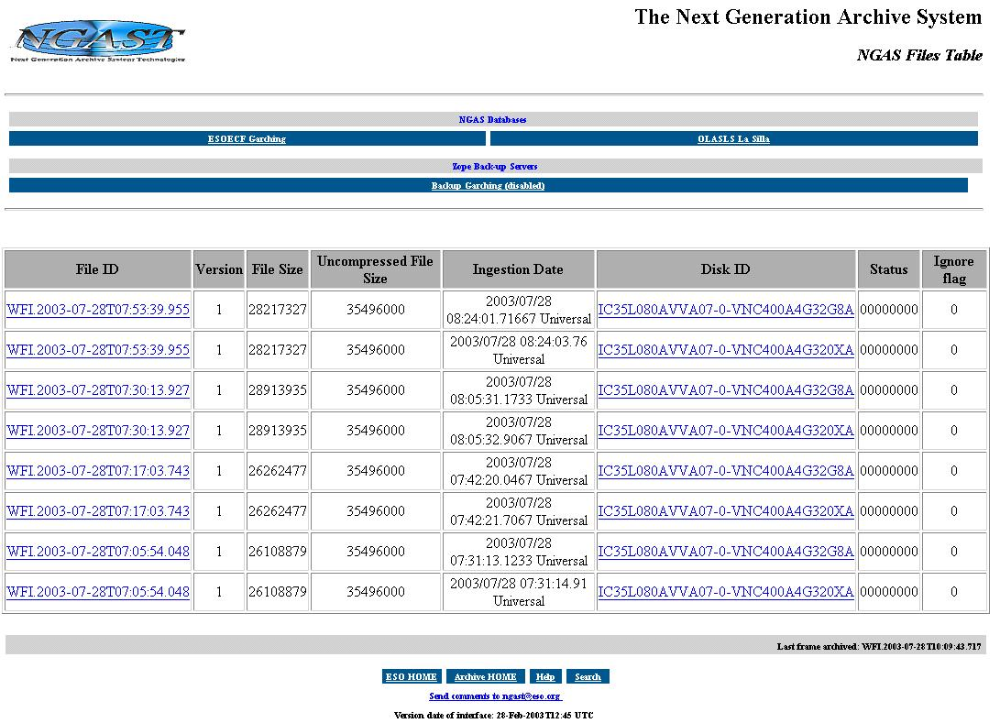 The Next Generation Archive System
NGAST
Next Generation Archive System Technologies
NGAS Files Table
NGAS Databases
ESOECF Garching
OLASLS La Silla
Zope Back-up Servers
Backup Garching (disabled)
File ID Version File Size Uncompressed File Size Ingestion Date Disk ID Status Ignore flag
WFI.2003-07-28T07:53:39.955 1 28217327 35496000 2003/07/28 08:24:01.71667 Universal IC35L080AVVA07-0-VNC400A4G32G8A 00000000 0
WFI.2003-07-28T07:53:39.955 1 28217327 35496000 2003/07/28 08:24:03.76 Universal IC35L080AVVA07-0-VNC400A4G320XA 00000000 0
WFI.2003-07-28T07:30:13.927 1 28913935 35496000 2003/07/28 08:05:31.1733 Universal IC35L080AVVA07-0-VNC400A4G32G8A 00000000 0
WFI.2003-07-28T07:30:13.927 1 28913935 35496000 2003/07/28 08:05:32.9067 Universal IC35L080AVVA07-0-VNC400A4G320XA 00000000 0
WFI.2003-07-28T07:17:03.743 1 26262477 35496000 2003/07/28 07:42:20.0467 Universal IC35L080AVVA07-0-VNC400A4G32G8A 00000000 0
WFI.2003-07-28T07:17:03.743 1 26262477 35496000 2003/07/28 07:42:21.7067 Universal IC35L080AVVA07-0-VNC400A4G320XA 00000000 0
WFI.2003-07-28T07:05:54.048 1 26108879 35496000 2003/07/28 07:31:13.1233 Universal IC35L080AVVA07-0-VNC400A4G32G8A 00000000 0
WFI.2003-07-28T07:05:54.048 1 26108879 35496000 2003/07/28 07:31:14.91 Universal IC35L080AVVA07-0-VNC400A4G320XA 00000000 0
Last frame archived: WFI.2003-07-28T10:09:43.717
ESO HOME Archive HOME Help Search
Send comments to ngast@eso.org
Version date of interface: 28-Feb-2003T12:45 UTC